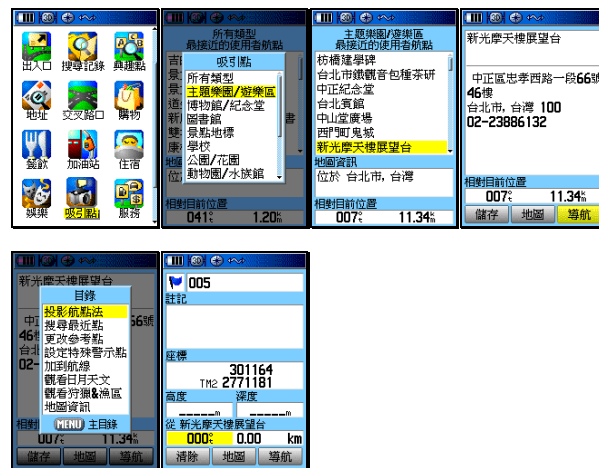 3D
出入口 搜尋記錄 興趣點
地址 交叉路口 購物
餐飲 加油站 住宿
娛樂 吸引點 服務
3D
所有類型
最接近的使用者航點
吸引點
所有類型
主題樂園/遊樂區
博物館/紀念堂
圖書館
景點地標
學校
公園/花園
動物園/水族館
相對目前位置
041° 1.20
3D
主題樂園/遊樂區
最接近的使用者航點
枋橋建學碑
台北市鐵觀音包種茶研
中正紀念堂
台北賓館
中山堂廣場
西門町鬼城
新光摩天樓展望台
地圖資訊
位於 台北市, 台灣
相對目前位置
007° 11.34
3D
新光摩天樓展望台
中正區忠孝西路一段66號
46樓
台北市, 台灣 100
02-23886132
相對目前位置
007° 11.34
儲存 地圖 導航
3D
新光摩天樓展望台
目錄
投影航點法
搜尋最近點
更改參考點
設定特殊警示點
加到航線
觀看日月天文
觀看狩獵&漁區
地圖資訊
MENU 主目錄
007° 11.34
儲存 地圖 導航
3D
005
註記
座標
301164
TM2 2771181
高度 深度
_____m _____m
從 新光摩天樓展望台
000° 0.00 km
清除 地圖 導航